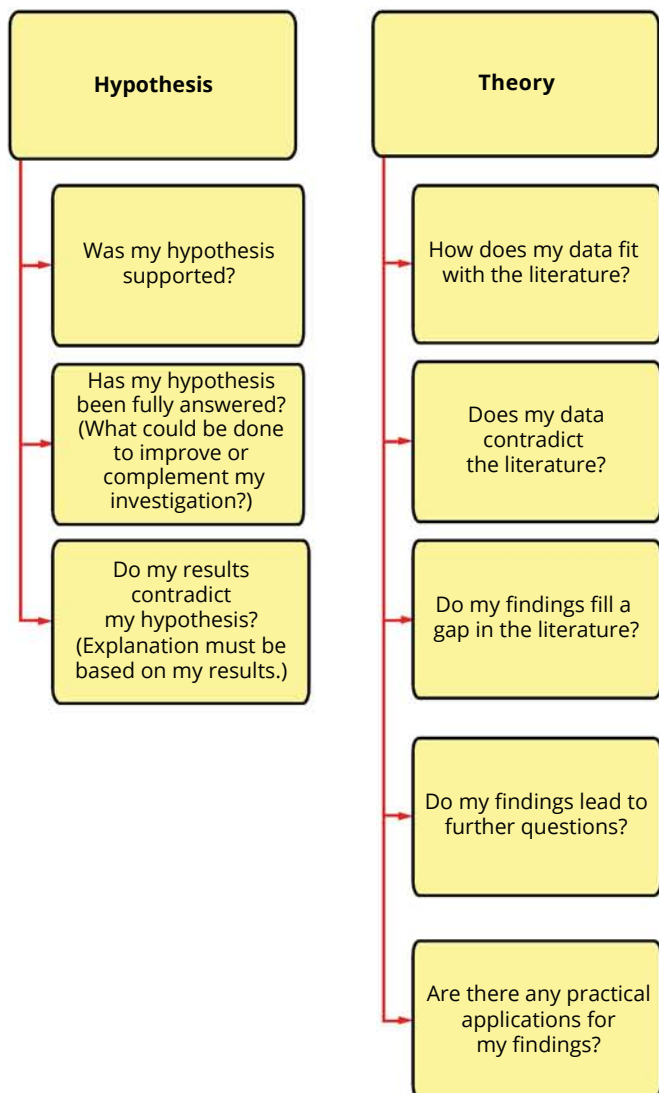 Hypothesis
Was my hypothesis
supported?
Has my hypothesis
been fully answered?
(What could be done
to improve or
complement my
investigation?)
Do my results
contradict
my hypothesis?
(Explanation must be
based on my results.)
Theory
How does my data fit
with the literature?
Does my data
contradict
the literature?
Do my findings fill a
gap in the literature?
Do my findings lead to
further questions?
Are there any practical
applications for
my findings?